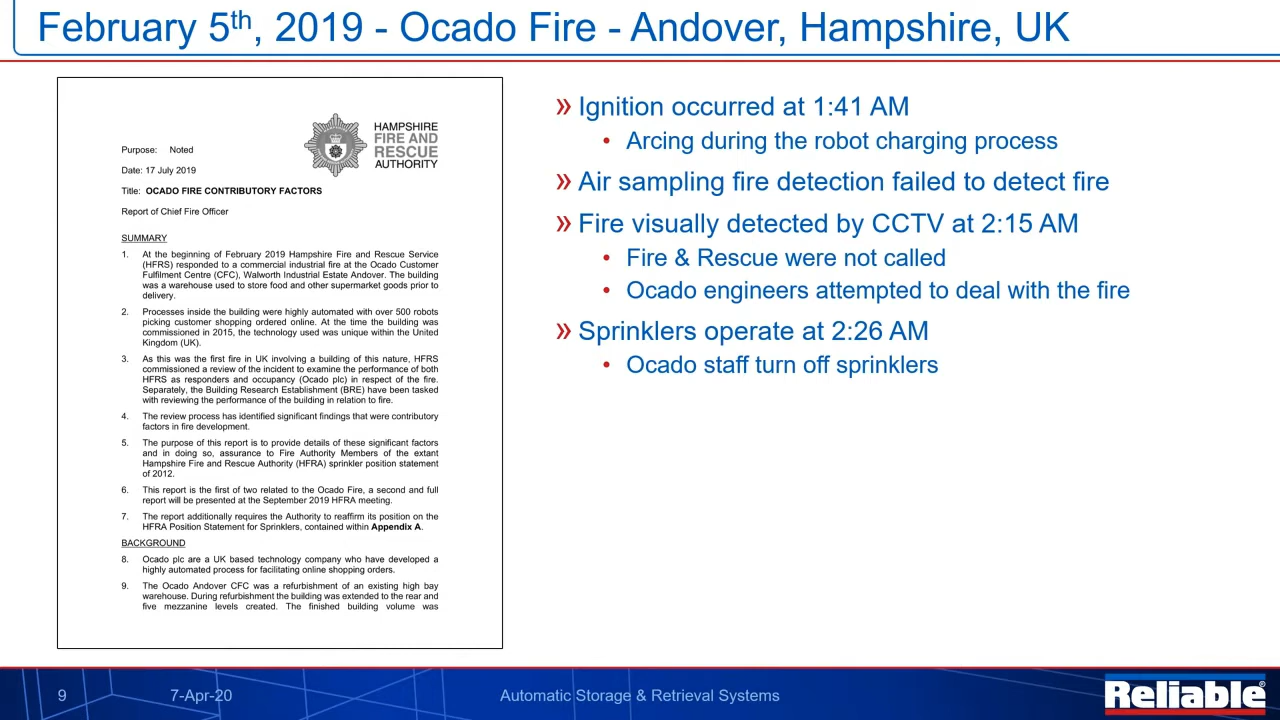 February 5th, 2019 - Ocado Fire - Andover, Hampshire, UK
HAMPSHIRE
FIRE AND
RESCUE
AUTHORITY
Purpose: Noted
Date: 17 July 2019
Title: OCADO FIRE CONTRIBUTORY FACTORS
Report of Chief Fire Officer
SUMMARY
1. At the beginning of February 2019 Hampshire Fire and Rescue Service
(HFRS) responded to a commercial industrial fire at the Ocado Customer
Fulfilment Centre (CFC), Walworth Industrial Estate Andover. The building
was a warehouse used to store food and other supermarket goods prior to
delivery.
2. Processes inside the building were highly automated with over 500 robots
picking customer shopping ordered online. At the time the building was
commissioned in 2015, the technology used was unique within the United
Kingdom (UK).
3. As this was the first fire in UK involving a building of this nature, HFRS
commissioned a review of the incident to examine the performance of both
HFRS as responders and occupancy (Ocado plc) in respect of the fire.
Separately, the Building Research Establishment (BRE) have been tasked
with reviewing the performance of the building in relation to fire.
4. The review process has identified significant findings that were contributory
factors in fire development.
5. The purpose of this report is to provide details of these significant factors
and in doing so, assurance to Fire Authority Members of the extant
Hampshire Fire and Rescue Authority (HFRA) sprinkler position statement
of 2012.
6. This report is the first of two related to the Ocado Fire, a second and full
report will be presented at the September 2019 HFRA meeting.
7. The report additionally requires the Authority to reaffirm its position on the
HFRA Position Statement for Sprinklers, contained within Appendix A.
BACKGROUND
8. Ocado plc are a UK based technology company who have developed a
highly automated process for facilitating online shopping orders.
9. The Ocado Andover CFC was a refurbishment of an existing high bay
warehouse. During refurbishment the building was extended to the rear and
five mezzanine levels created. The finished building volume was
» Ignition occurred at 1:41 AM
• Arcing during the robot charging process
» Air sampling fire detection failed to detect fire
» Fire visually detected by CCTV at 2:15 AM
• Fire & Rescue were not called
• Ocado engineers attempted to deal with the fire
» Sprinklers operate at 2:26 AM
• Ocado staff turn off sprinklers
9
7-Apr-20
Automatic Storage & Retrieval Systems
Reliable®